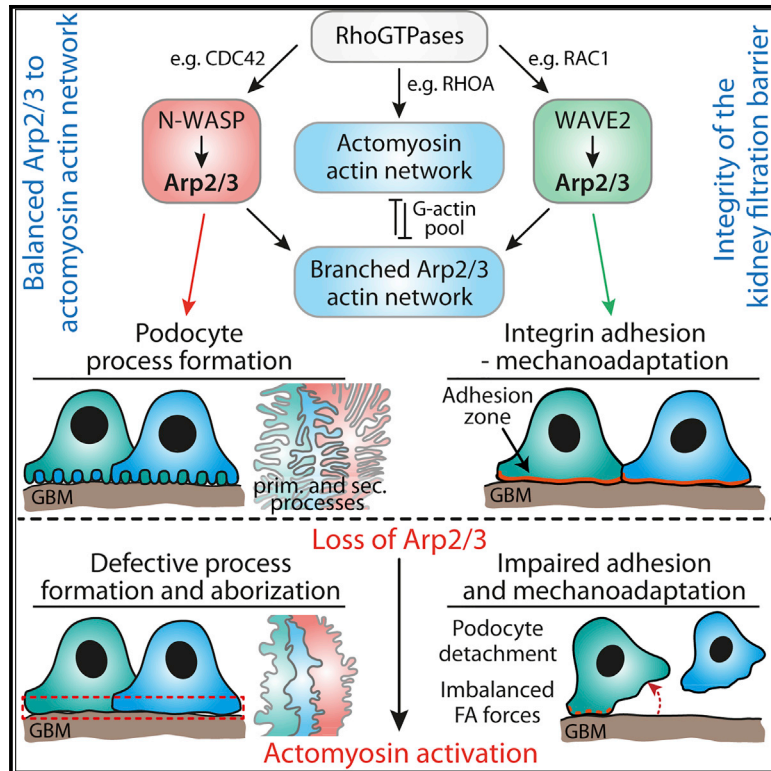 Balanced Arp2/3 to
actomyosin actin network
Integrity of the
kidney filtration barrier
RhoGTPases
e.g. CDC42
e.g. RHOA
e.g. RAC1
N-WASP
Arp2/3
Actomyosin
actin network
WAVE2
Arp2/3
G-actin
pool
Branched Arp2/3
actin network
Podocyte
process formation
prim. and sec.
processes
GBM
Integrin adhesion
- mechanoadaptation
Adhesion
zone
GBM
Loss of Arp2/3
Defective process
formation and aborization
GBM
Impaired adhesion
and mechanoadaptation
Podocyte
detachment
Imbalanced
FA forces
GBM
Actomyosin activation